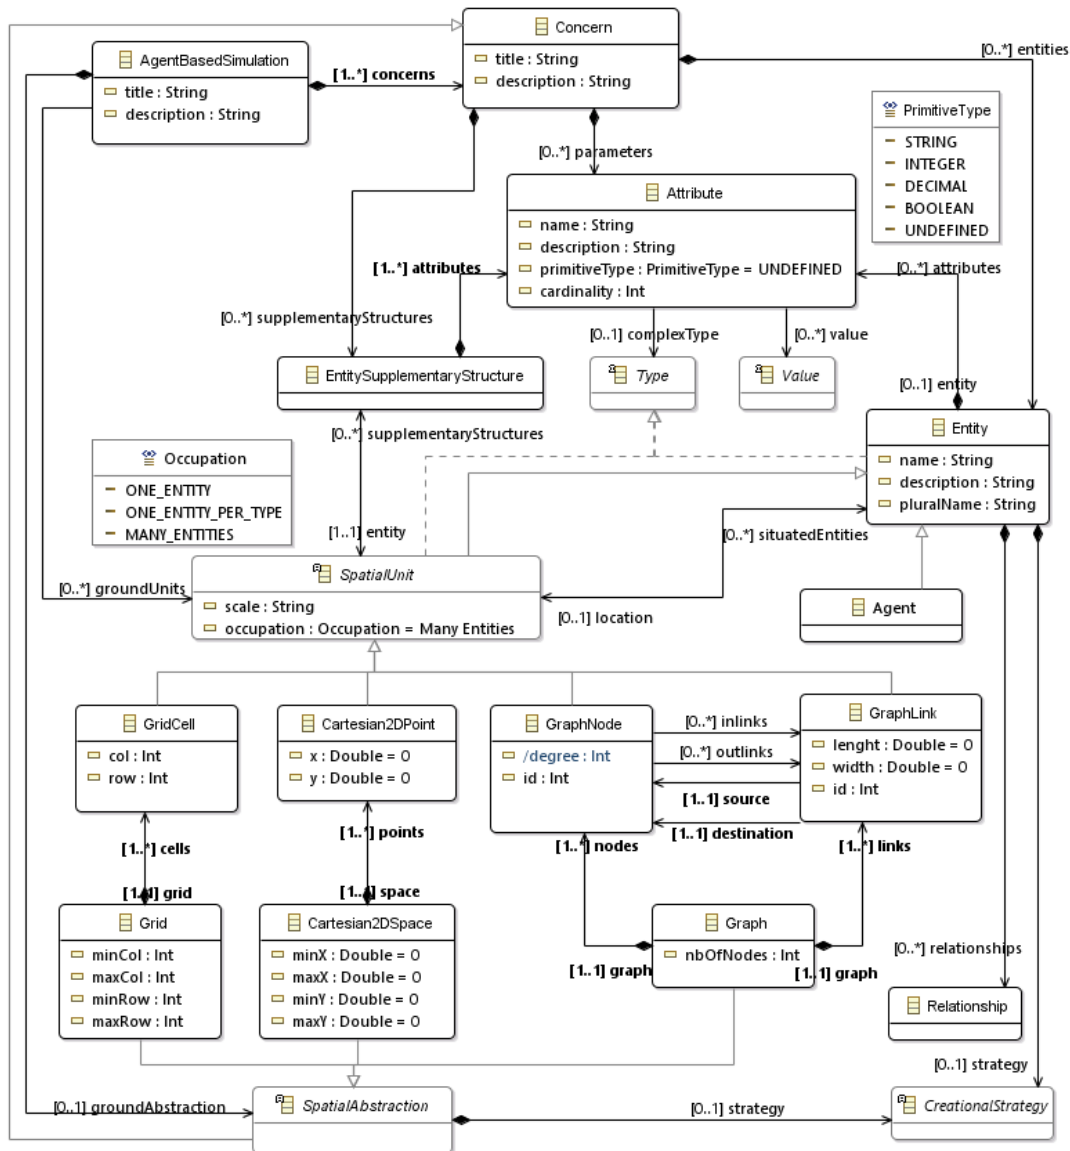 Concern
title : String
description : String
[0..*] entities
AgentBasedSimulation
title : String
description : String
[1..*] concerns
PrimitiveType
STRING
INTEGER
DECIMAL
BOOLEAN
UNDEFINED
[0..*] parameters
Attribute
name : String
description : String
primitiveType : PrimitiveType = UNDEFINED
cardinality : Int
[1..*] attributes
[0..*] attributes
[0..*] supplementaryStructures
[0..1] complexType
[0..*] value
EntitySupplementaryStructure
Type
Value
[0..1] entity
Entity
name : String
description : String
pluralName : String
[0..*] supplementaryStructures
Occupation
ONE_ENTITY
ONE_ENTITY_PER_TYPE
MANY_ENTITIES
[1..1] entity
[0..*] situatedEntities
SpatialUnit
scale : String
occupation : Occupation = Many Entities
[0..*] groundUnits
[0..1] location
Agent
GridCell
col : Int
row : Int
Cartesian2DPoint
x : Double = 0
y : Double = 0
GraphNode
/degree : Int
id : Int
[0..*] inlinks
[0..*] outlinks
[1..1] source
[1..1] destination
GraphLink
lenght : Double = 0
width : Double = 0
id : Int
[1..*] cells
[1..*] points
[1..*] nodes
[1..*] links
[1..1] grid
[1..1] space
Grid
minCol : Int
maxCol : Int
minRow : Int
maxRow : Int
Cartesian2DSpace
minX : Double = 0
maxX : Double = 0
minY : Double = 0
maxY : Double = 0
Graph
nbOfNodes : Int
[1..1] graph
[1..1] graph
[0..*] relationships
Relationship
[0..1] strategy
[0..1] groundAbstraction
SpatialAbstraction
[0..1] strategy
CreationalStrategy